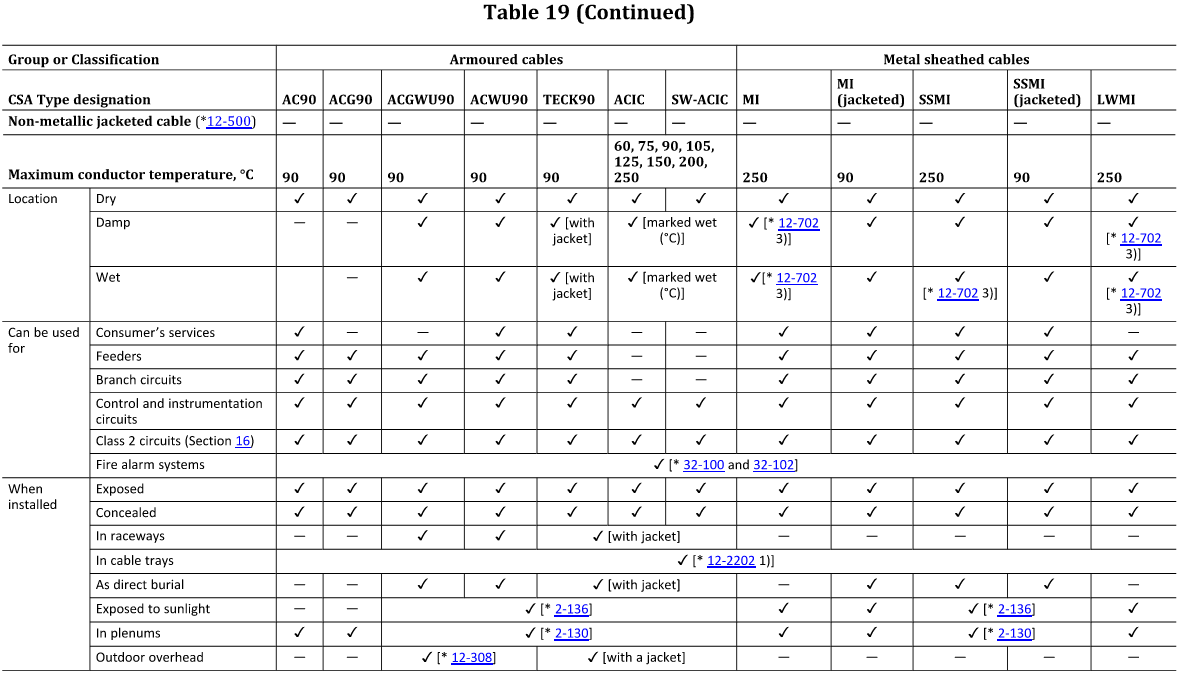 Table 19 (Continued)
Group or Classification Armoured cables Metal sheathed cables
CSA Type designation AC90 ACG90 ACGWU90 ACWU90 TECK90 ACIC SW-ACIC MI MI (jacketed) SSMI SSMI (jacketed) LWMI
Non-metallic jacketed cable (*12-500) — — — — — — — — — — — —
Maximum conductor temperature, °C 90 90 90 90 90 60, 75, 90, 105, 125, 150, 200, 250 250 90 250 90 250
Location Dry ✓ ✓ ✓ ✓ ✓ ✓ ✓ ✓ ✓ ✓ ✓ ✓
Damp — — ✓ ✓ ✓ [with jacket] ✓ [marked wet (°C)] ✓ [* 12-702 3)] ✓ ✓ ✓ ✓ [* 12-702 3)]
Wet — ✓ ✓ ✓ [with jacket] ✓ [marked wet (°C)] ✓[* 12-702 3)] ✓ ✓ [* 12-702 3)] ✓ ✓ [* 12-702 3)]
Can be used for Consumer’s services ✓ — — ✓ ✓ — — ✓ ✓ ✓ ✓ —
Feeders ✓ ✓ ✓ ✓ ✓ — — ✓ ✓ ✓ ✓ ✓
Branch circuits ✓ ✓ ✓ ✓ ✓ — — ✓ ✓ ✓ ✓ ✓
Control and instrumentation circuits ✓ ✓ ✓ ✓ ✓ ✓ ✓ ✓ ✓ ✓ ✓ ✓
Class 2 circuits (Section 16) ✓ ✓ ✓ ✓ ✓ ✓ ✓ ✓ ✓ ✓ ✓ ✓
Fire alarm systems ✓ [* 32-100 and 32-102]
When installed Exposed ✓ ✓ ✓ ✓ ✓ ✓ ✓ ✓ ✓ ✓ ✓ ✓
Concealed ✓ ✓ ✓ ✓ ✓ ✓ ✓ ✓ ✓ ✓ ✓ ✓
In raceways — — ✓ ✓ ✓ [with jacket] — — — — —
In cable trays ✓ [* 12-2202 1)]
As direct burial — — ✓ ✓ ✓ [with jacket] — ✓ ✓ ✓ —
Exposed to sunlight — — ✓ [* 2-136] ✓ ✓ ✓ [* 2-136] ✓
In plenums ✓ ✓ ✓ [* 2-130] ✓ ✓ ✓ [* 2-130] ✓
Outdoor overhead — — ✓ [* 12-308] ✓ [with a jacket] — — — — —